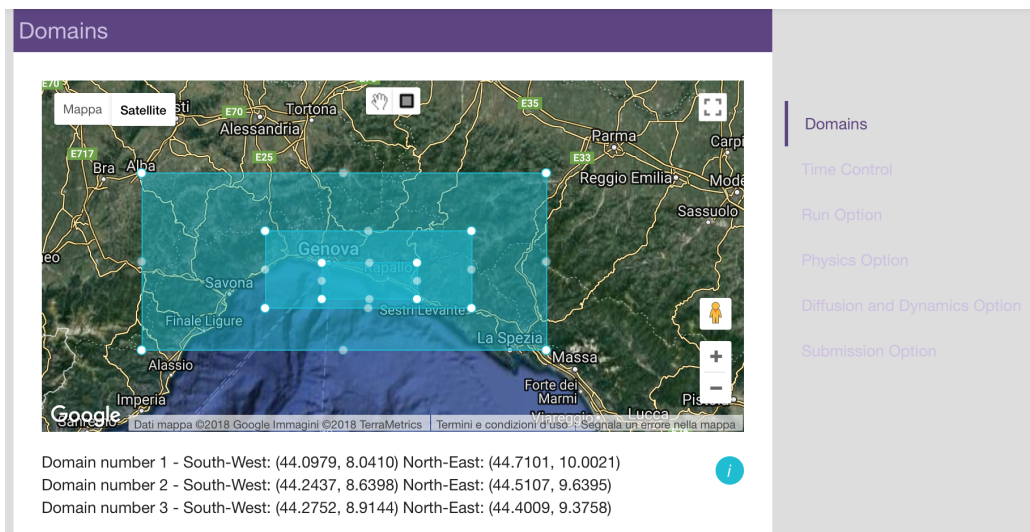 Domains
Mappa
Satellite
E70
E70
Tortona
Alessandria
E35
Parma
Carpi
E717
Bra
Alba
E25
E33
Reggio Emilia
Mode
Sassuolo
Genova
Rapallo
Savona
Finale Ligure
Sestri Levante
La Spezia
Alassio
Massa
Forte dei
Marmi
Imperia
Viareggio
Lucca
Google
Dati mappa ©2018 Google Immagini ©2018 TerraMetrics
Termini e condizioni d'uso
Segnala un errore nella mappa
Domain number 1 - South-West: (44.0979, 8.0410) North-East: (44.7101, 10.0021)
Domain number 2 - South-West: (44.2437, 8.6398) North-East: (44.5107, 9.6395)
Domain number 3 - South-West: (44.2752, 8.9144) North-East: (44.4009, 9.3758)
i
Domains
Time Control
Run Option
Physics Option
Diffusion and Dynamics Option
Submission Option